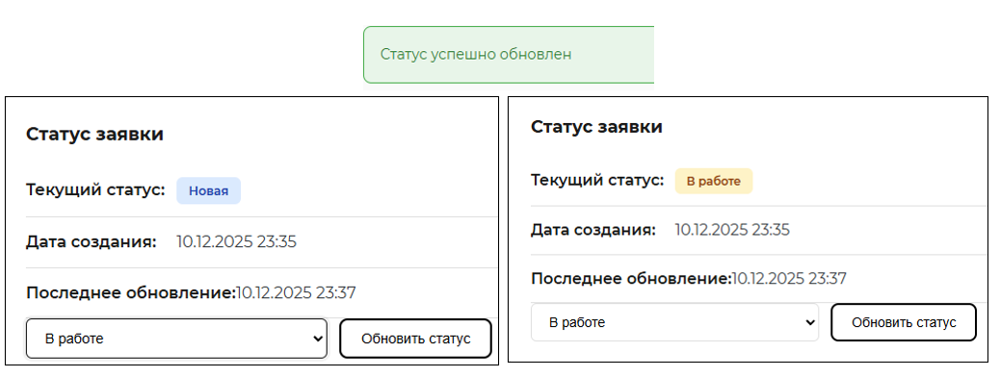 Статус успешно обновлен
Статус заявки
Текущий статус: Новая
Дата создания: 10.12.2025 23:35
Последнее обновление:10.12.2025 23:37
В работе Обновить статус
Статус заявки
Текущий статус: В работе
Дата создания: 10.12.2025 23:35
Последнее обновление:10.12.2025 23:37
В работе Обновить статус